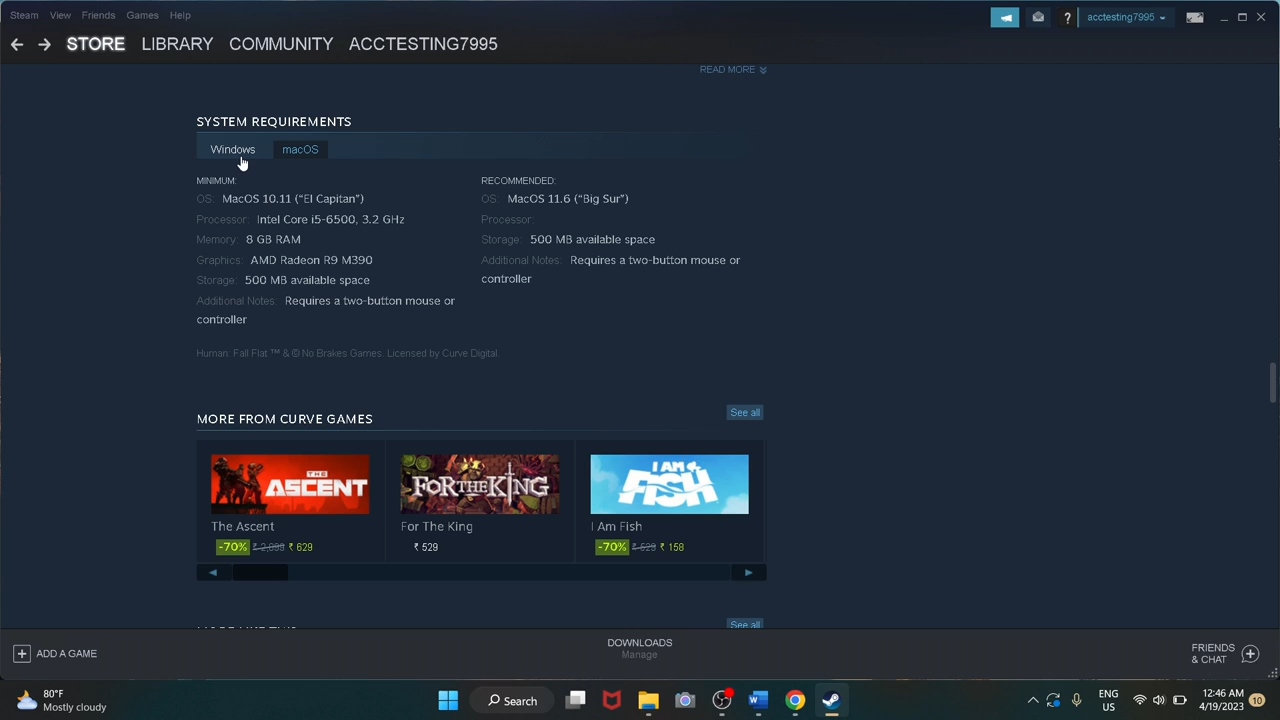 Steam View Friends Games Help
acctesting7995
STORE LIBRARY COMMUNITY ACCTESTING7995
READ MORE
SYSTEM REQUIREMENTS
Windows macOS
MINIMUM:
OS: MacOS 10.11 ("El Capitan")
Processor: Intel Core i5-6500, 3.2 GHz
Memory: 8 GB RAM
Graphics: AMD Radeon R9 M390
Storage: 500 MB available space
Additional Notes: Requires a two-button mouse or
controller
RECOMMENDED:
OS: MacOS 11.6 ("Big Sur")
Processor:
Storage: 500 MB available space
Additional Notes: Requires a two-button mouse or
controller
Human: Fall Flat ™ & © No Brakes Games. Licensed by Curve Digital.
MORE FROM CURVE GAMES
See all
THE ASCENT
FOR THE KING
I AM FISH
The Ascent
For The King
I Am Fish
-70% ₹ 2,099 ₹ 629
₹ 529
-70% ₹ 529 ₹ 158
MORE LIKE THIS
See all
ADD A GAME
DOWNLOADS
Manage
FRIENDS
& CHAT
80°F
Mostly cloudy
Search
ENG
US
12:46 AM
4/19/2023
10